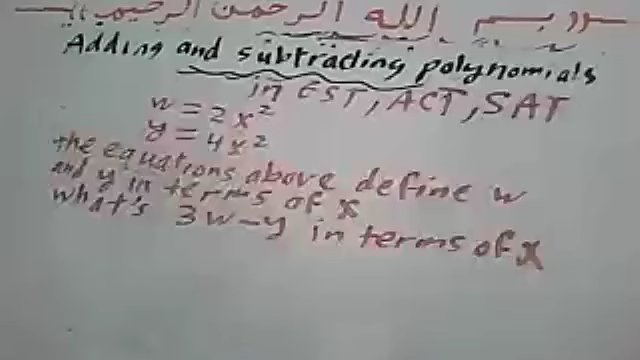 بسم الله الرحمن الرحيم
Adding and subtracting polynomials
in EST, ACT, SAT
w = 2x²
y = 4x²
the equations above define w
and y in terms of x
what's 3w-y in terms of x